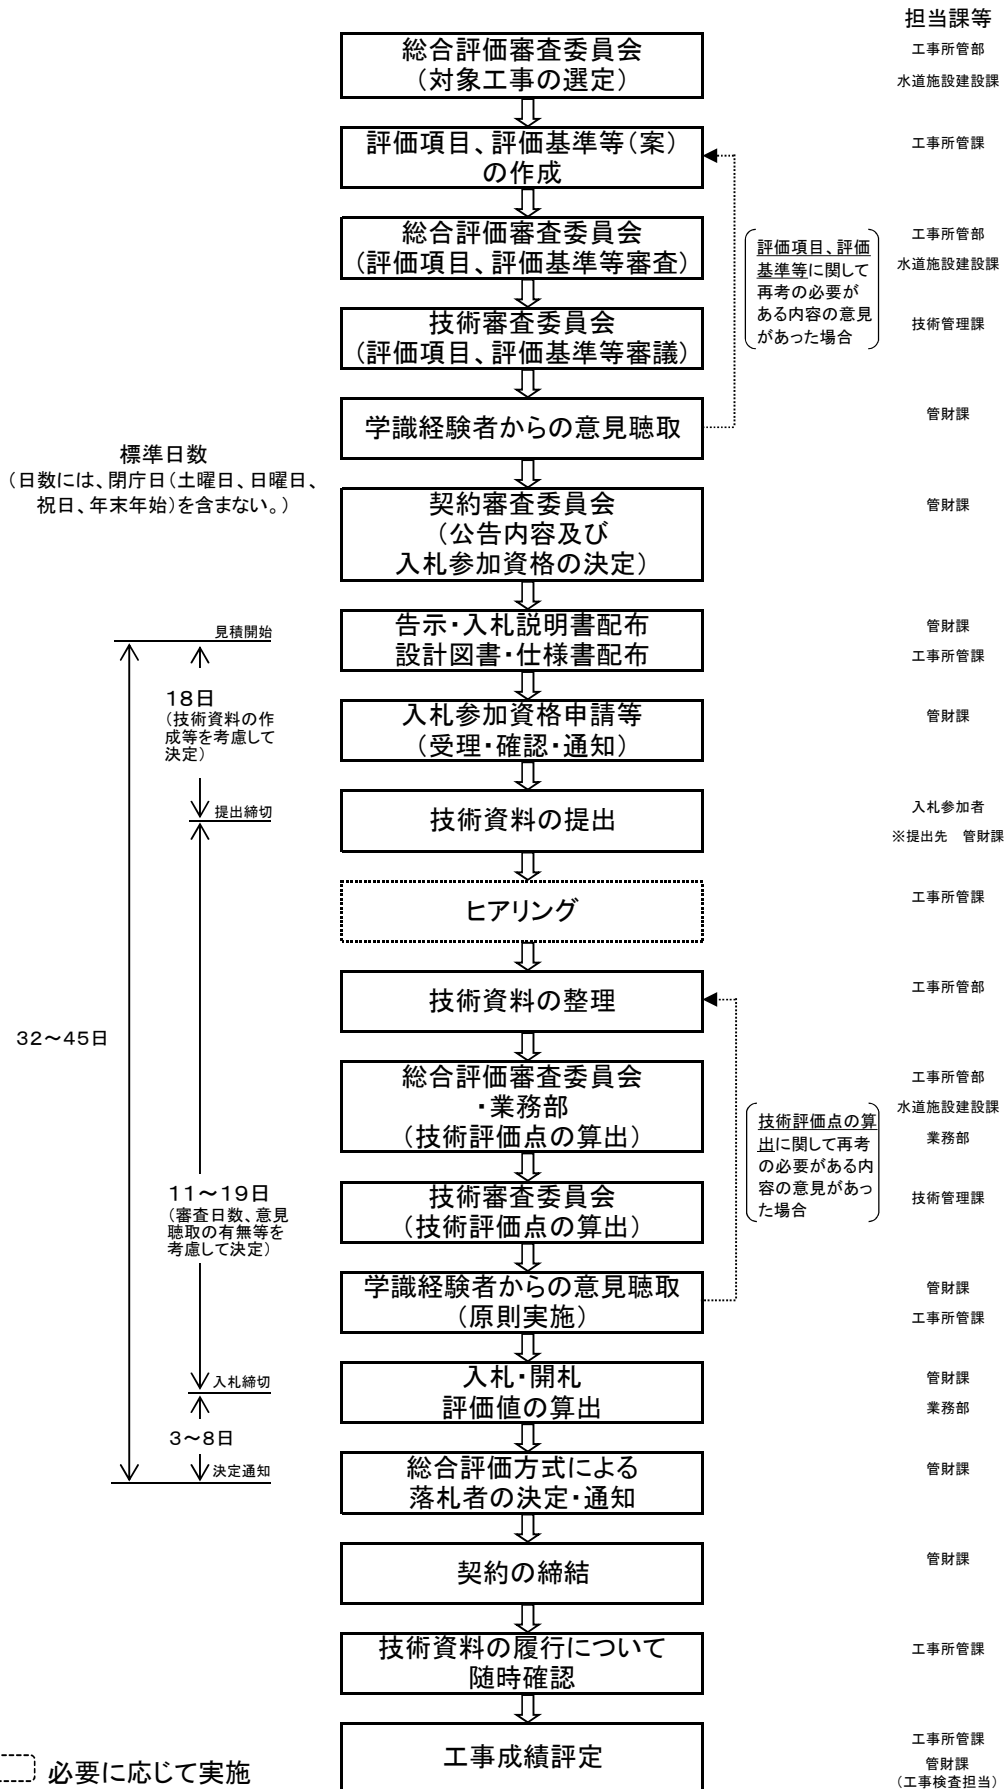 担当課等
総合評価審査委員会
(対象工事の選定)
工事所管部
水道施設建設課
評価項目、評価基準等(案)
の作成
工事所管課
総合評価審査委員会
(評価項目、評価基準等審査)
工事所管部
水道施設建設課
評価項目、評価
基準等に関して
再考の必要が
ある内容の意見
があった場合
技術審査委員会
(評価項目、評価基準等審議)
技術管理課
学識経験者からの意見聴取
管財課
標準日数
(日数には、閉庁日(土曜日、日曜日、
祝日、年末年始)を含まない。)
契約審査委員会
(公告内容及び
入札参加資格の決定)
管財課
見積開始
告示・入札説明書配布
設計図書・仕様書配布
管財課
工事所管課
18日
(技術資料の作
成等を考慮して
決定)
入札参加資格申請等
(受理・確認・通知)
管財課
提出締切
技術資料の提出
入札参加者
※提出先 管財課
ヒアリング
工事所管課
技術資料の整理
工事所管部
32~45日
総合評価審査委員会
・業務部
(技術評価点の算出)
工事所管部
水道施設建設課
業務部
技術評価点の算
出に関して再考
の必要がある内
容の意見があっ
た場合
11~19日
(審査日数、意見
聴取の有無等を
考慮して決定)
技術審査委員会
(技術評価点の算出)
技術管理課
学識経験者からの意見聴取
(原則実施)
管財課
工事所管課
入札締切
入札・開札
評価値の算出
管財課
業務部
3~8日
決定通知
総合評価方式による
落札者の決定・通知
管財課
契約の締結
管財課
技術資料の履行について
随時確認
工事所管課
工事成績評定
工事所管課
管財課
(工事検査担当)
必要に応じて実施